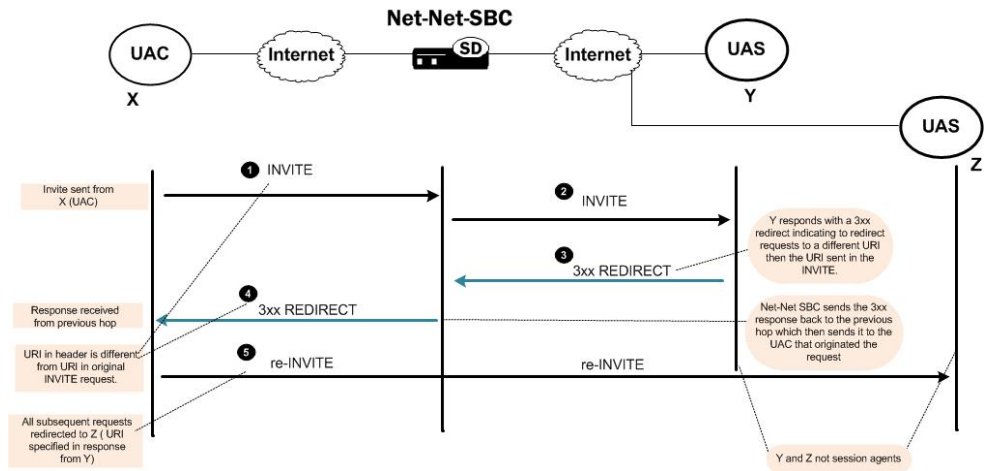 Net-Net-SBC
UAC
Internet
SD
Internet
UAS
X
Y
UAS
Z
1 INVITE
Invite sent from
X (UAC)
2 INVITE
Y responds with a 3xx
redirect indicating to redirect
requests to a different URI
then the URI sent in the
INVITE.
3
3xx REDIRECT
4
3xx REDIRECT
Response received
from previous hop
Net-Net SBC sends the 3xx
response back to the previous
hop which then sends it to the
UAC that originated the
request
URI in header is different
from URI in original
INVITE request.
5
re-INVITE
re-INVITE
All subsequent requests
redirected to Z ( URI
specified in response
from Y)
Y and Z not session agents